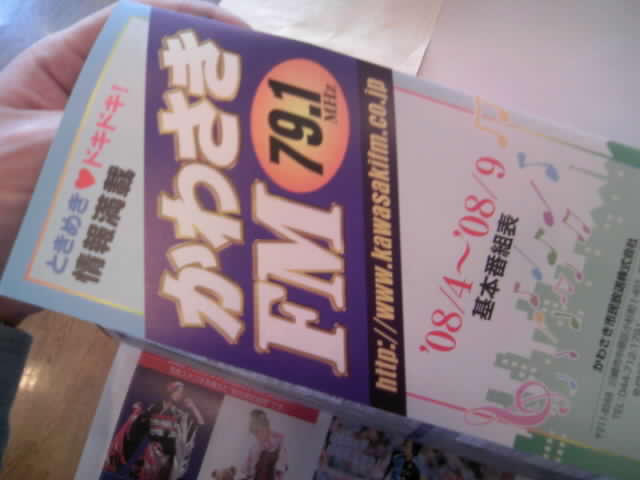 ときめき♥ドキドキ!
情報満載
かわさき
FM
79.1
MHz
http://www.kawasakifm.co.jp
'08/4~'08/9
基本番組表
かわさき市民放送株式会社